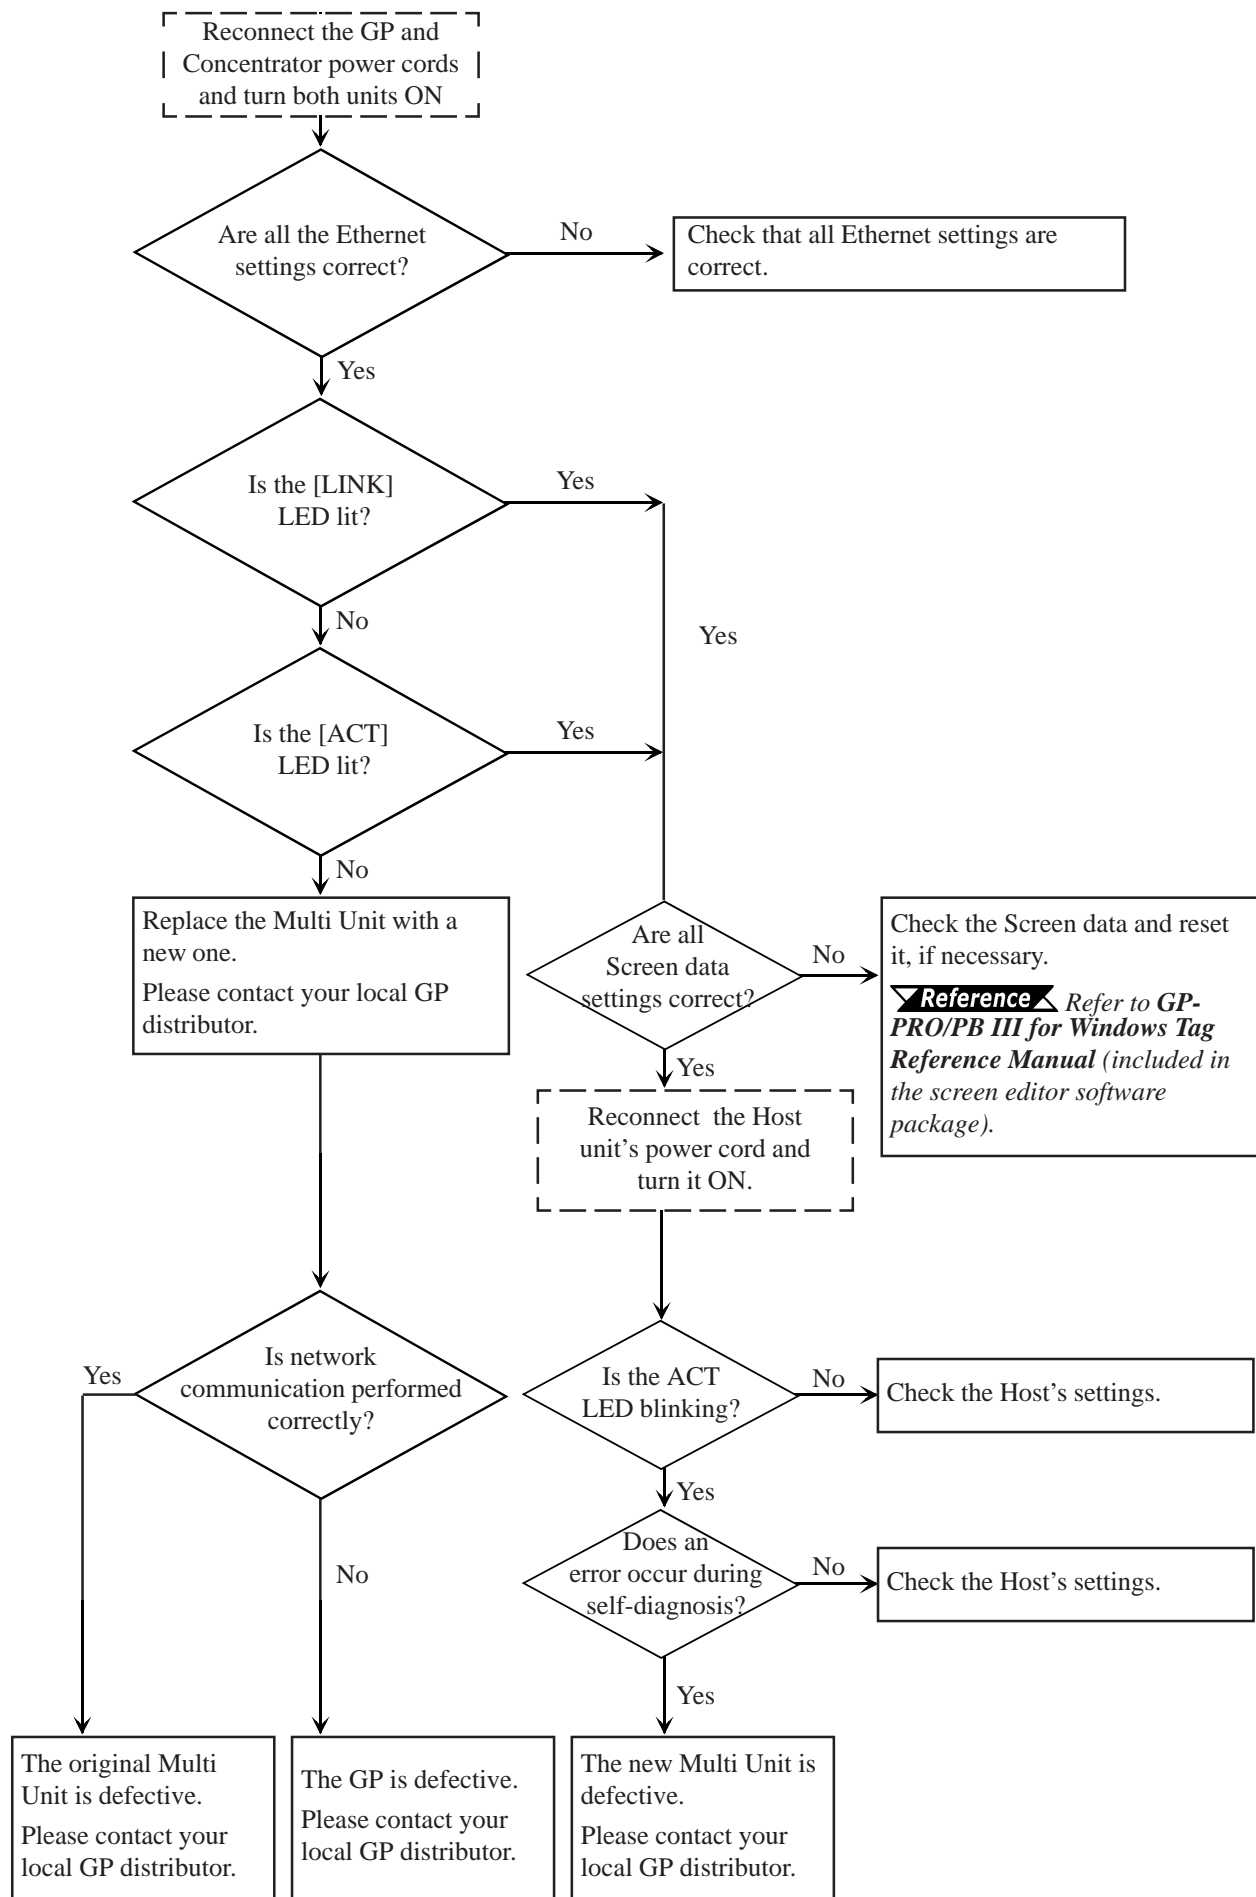 Reconnect the GP and
Concentrator power cords
and turn both units ON
Are all the Ethernet
settings correct?
No
Check that all Ethernet settings are
correct.
Yes
Is the [LINK]
LED lit?
Yes
No
Yes
Is the [ACT]
LED lit?
Yes
No
Replace the Multi Unit with a
new one.
Please contact your local GP
distributor.
Are all
Screen data
settings correct?
No
Check the Screen data and reset
it, if necessary.
Reference Refer to GP-
PRO/PB III for Windows Tag
Reference Manual (included in
the screen editor software
package).
Yes
Reconnect the Host
unit's power cord and
turn it ON.
Is network
communication performed
correctly?
Yes
No
Is the ACT
LED blinking?
No
Check the Host's settings.
Yes
Does an
error occur during
self-diagnosis?
No
Check the Host's settings.
Yes
The original Multi
Unit is defective.
Please contact your
local GP distributor.
The GP is defective.
Please contact your
local GP distributor.
The new Multi Unit is
defective.
Please contact your
local GP distributor.